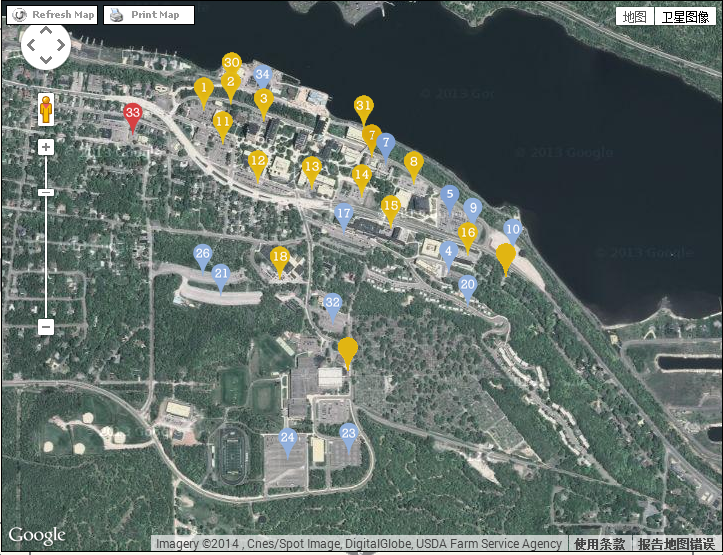 Refresh Map
Print Map
地图
卫星图像
30
34
1
2
3
31
33
11
7
7
12
13
14
8
5
17
15
9
10
16
4
26
18
21
20
32
24
23
©2013 Google
©2013 Google
©2013 Google
Google
Imagery ©2014 , Cnes/Spot Image, DigitalGlobe, USDA Farm Service Agency
使用条款
报告地图错误